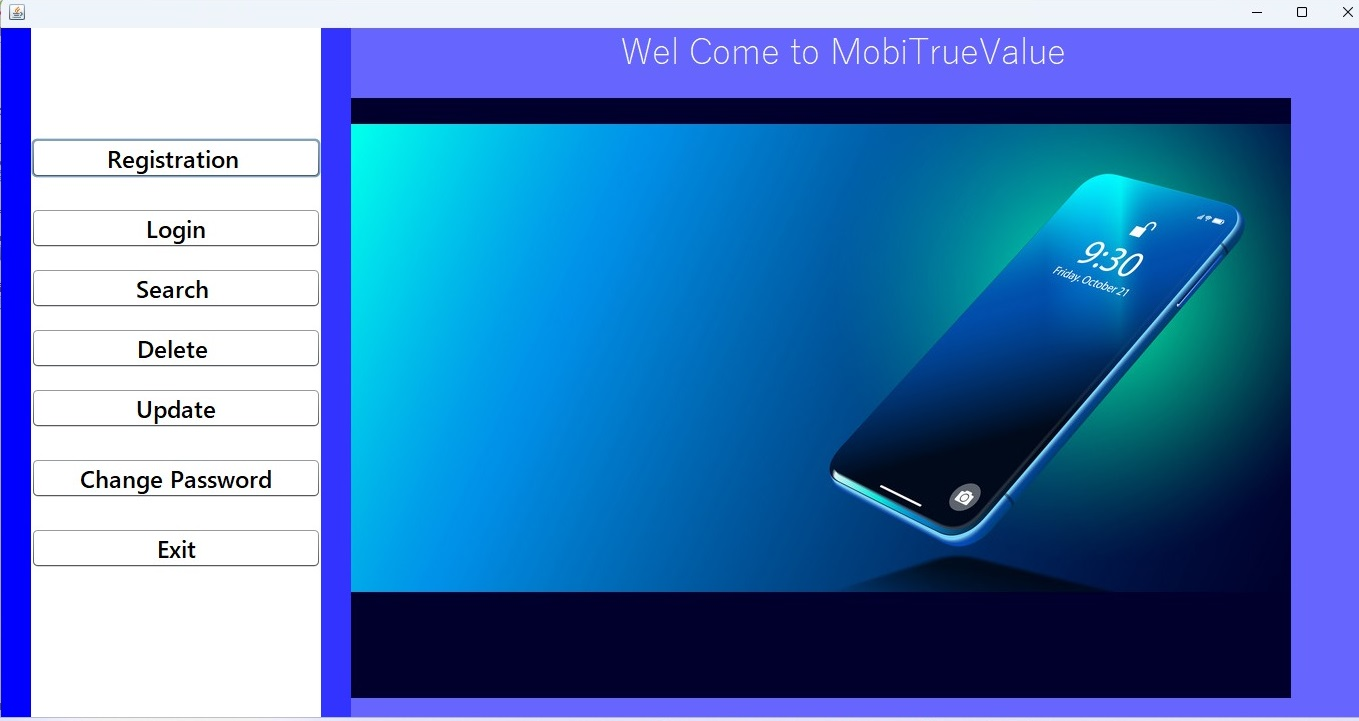 Wel Come to MobiTrueValue
Registration
Login
Search
Delete
Update
Change Password
Exit
9:30
Friday. October 21